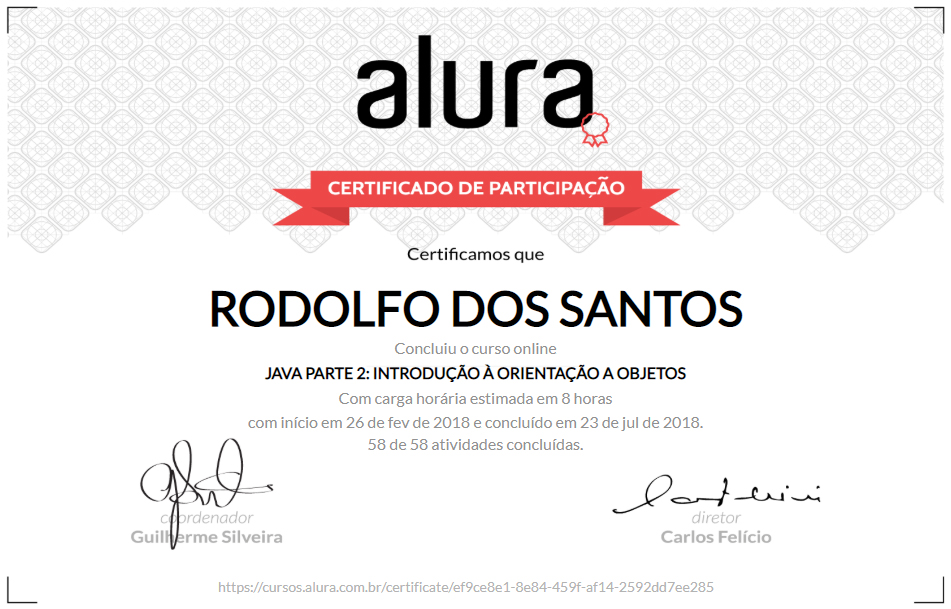 alura
CERTIFICADO DE PARTICIPAÇÃO
Certificamos que
RODOLFO DOS SANTOS
Concluiu o curso online
JAVA PARTE 2: INTRODUÇÃO À ORIENTAÇÃO A OBJETOS
Com carga horária estimada em 8 horas
com início em 26 de fev de 2018 e concluído em 23 de jul de 2018.
58 de 58 atividades concluídas.
coordenador
Guilherme Silveira
diretor
Carlos Felício
https://cursos.alura.com.br/certificate/ef9ce8e1-8e84-459f-af14-2592dd7ee285